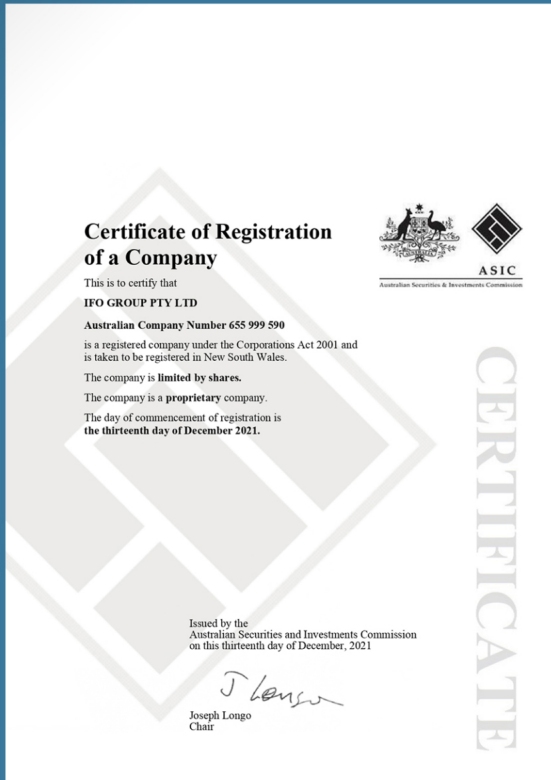 Certificate of Registration
of a Company
This is to certify that
IFO GROUP PTY LTD
Australian Company Number 655 999 590
is a registered company under the Corporations Act 2001 and
is taken to be registered in New South Wales.
The company is limited by shares.
The company is a proprietary company.
The day of commencement of registration is
the thirteenth day of December 2021.
ASIC
Australian Securities & Investments Commission
CERTIFICATE
Issued by the
Australian Securities and Investments Commission
on this thirteenth day of December, 2021
J Longo
Joseph Longo
Chair